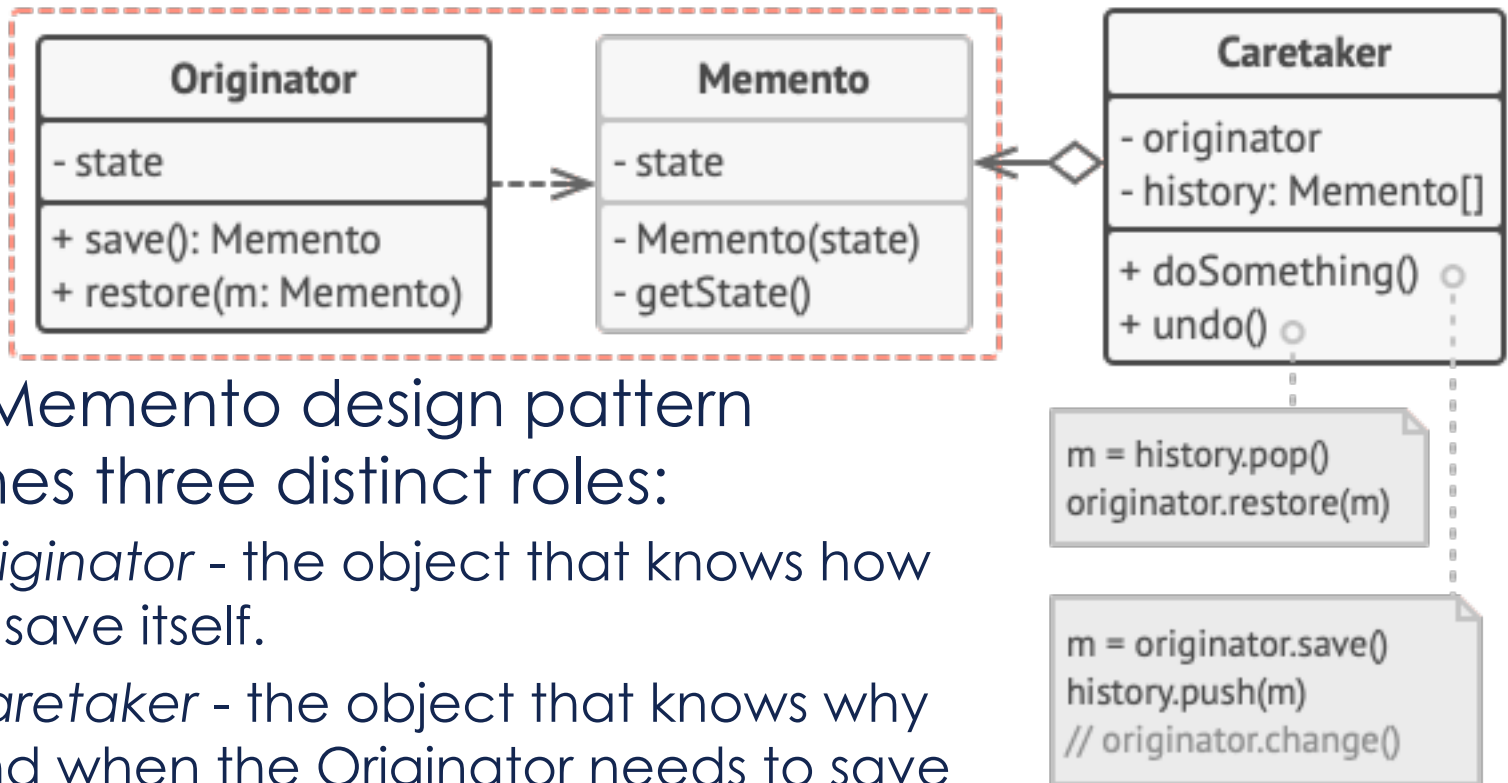 Originator
- state
+ save(): Memento
+ restore(m: Memento)
Memento
- state
- Memento(state)
- getState()
Caretaker
- originator
- history: Memento[]
+ doSomething()
+ undo()
m = history.pop()
originator.restore(m)
m = originator.save()
history.push(m)
// originator.change()
Memento design pattern
nes three distinct roles:
iginator - the object that knows how
save itself.
aretaker - the object that knows why
nd when the Originator needs to save